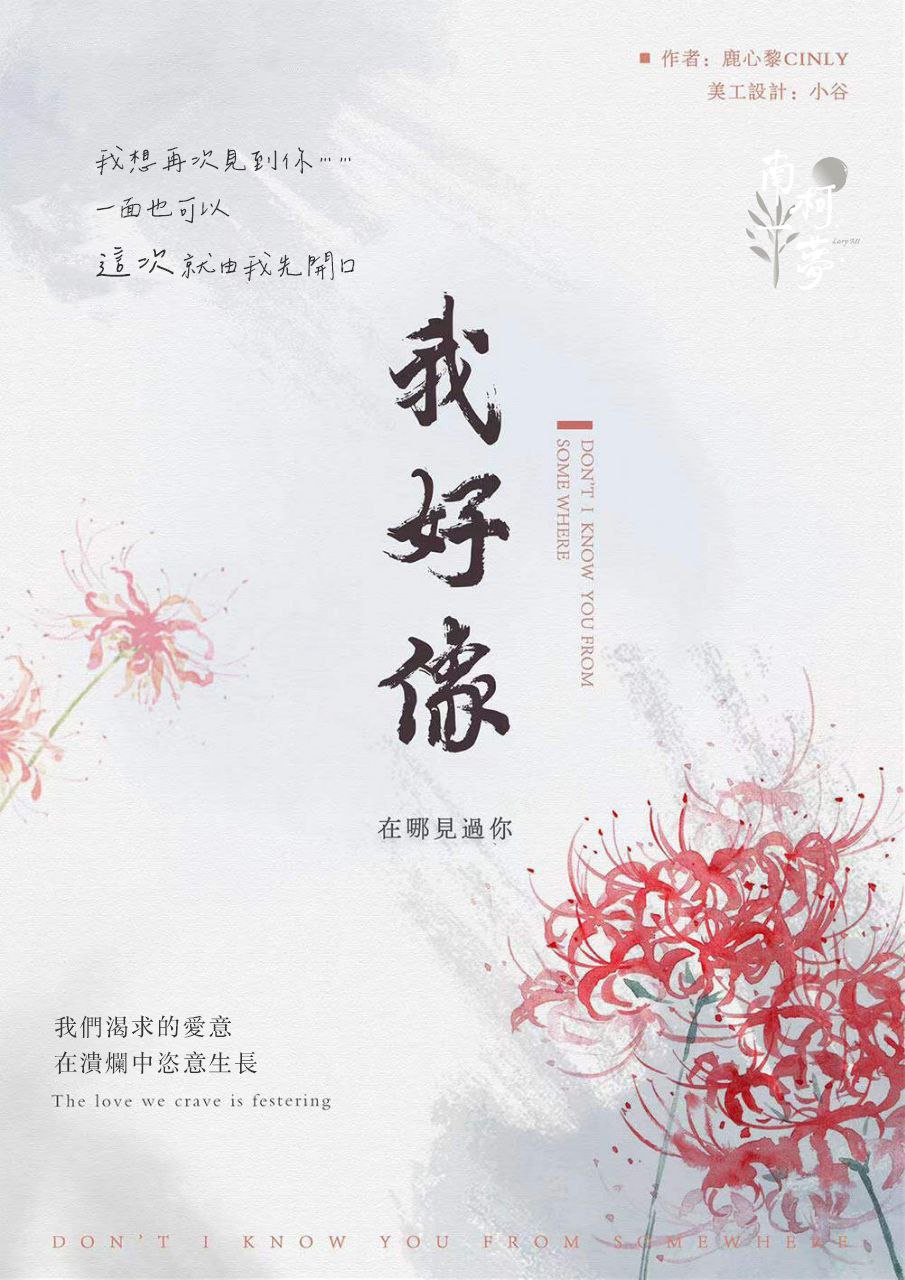 作者：鹿心黎CINLY
美工設計：小谷
我想再次見到你⋯⋯
一面也可以
這次就由我先開口
南柯一夢
我好像
DON'T I KNOW YOU FROM
SOME WHERE
在哪見過你
我們渴求的愛意
在潰爛中恣意生長
The love we crave is festering
DON'T I KNOW YOU FROM SOMEWHERE